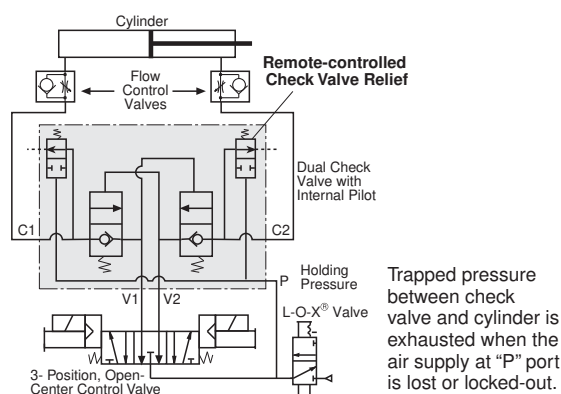 Cylinder
Remote-controlled
Check Valve Relief
Flow
Control
Valves
Dual Check
Valve with
Internal Pilot
C1
C2
P
Holding
Pressure
V1
V2
L-O-X® Valve
3- Position, Open-
Center Control Valve
Trapped pressure
between check
valve and cylinder is
exhausted when the
air supply at “P” port
is lost or locked-out.